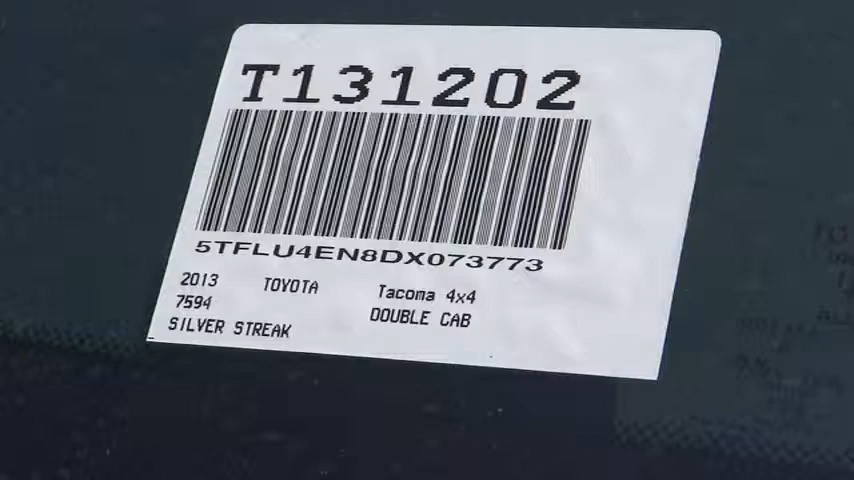 T131202
5TFLU4EN8DX073773
2013 TOYOTA Tacoma 4x4
7594 DOUBLE CAB
SILVER STREAK